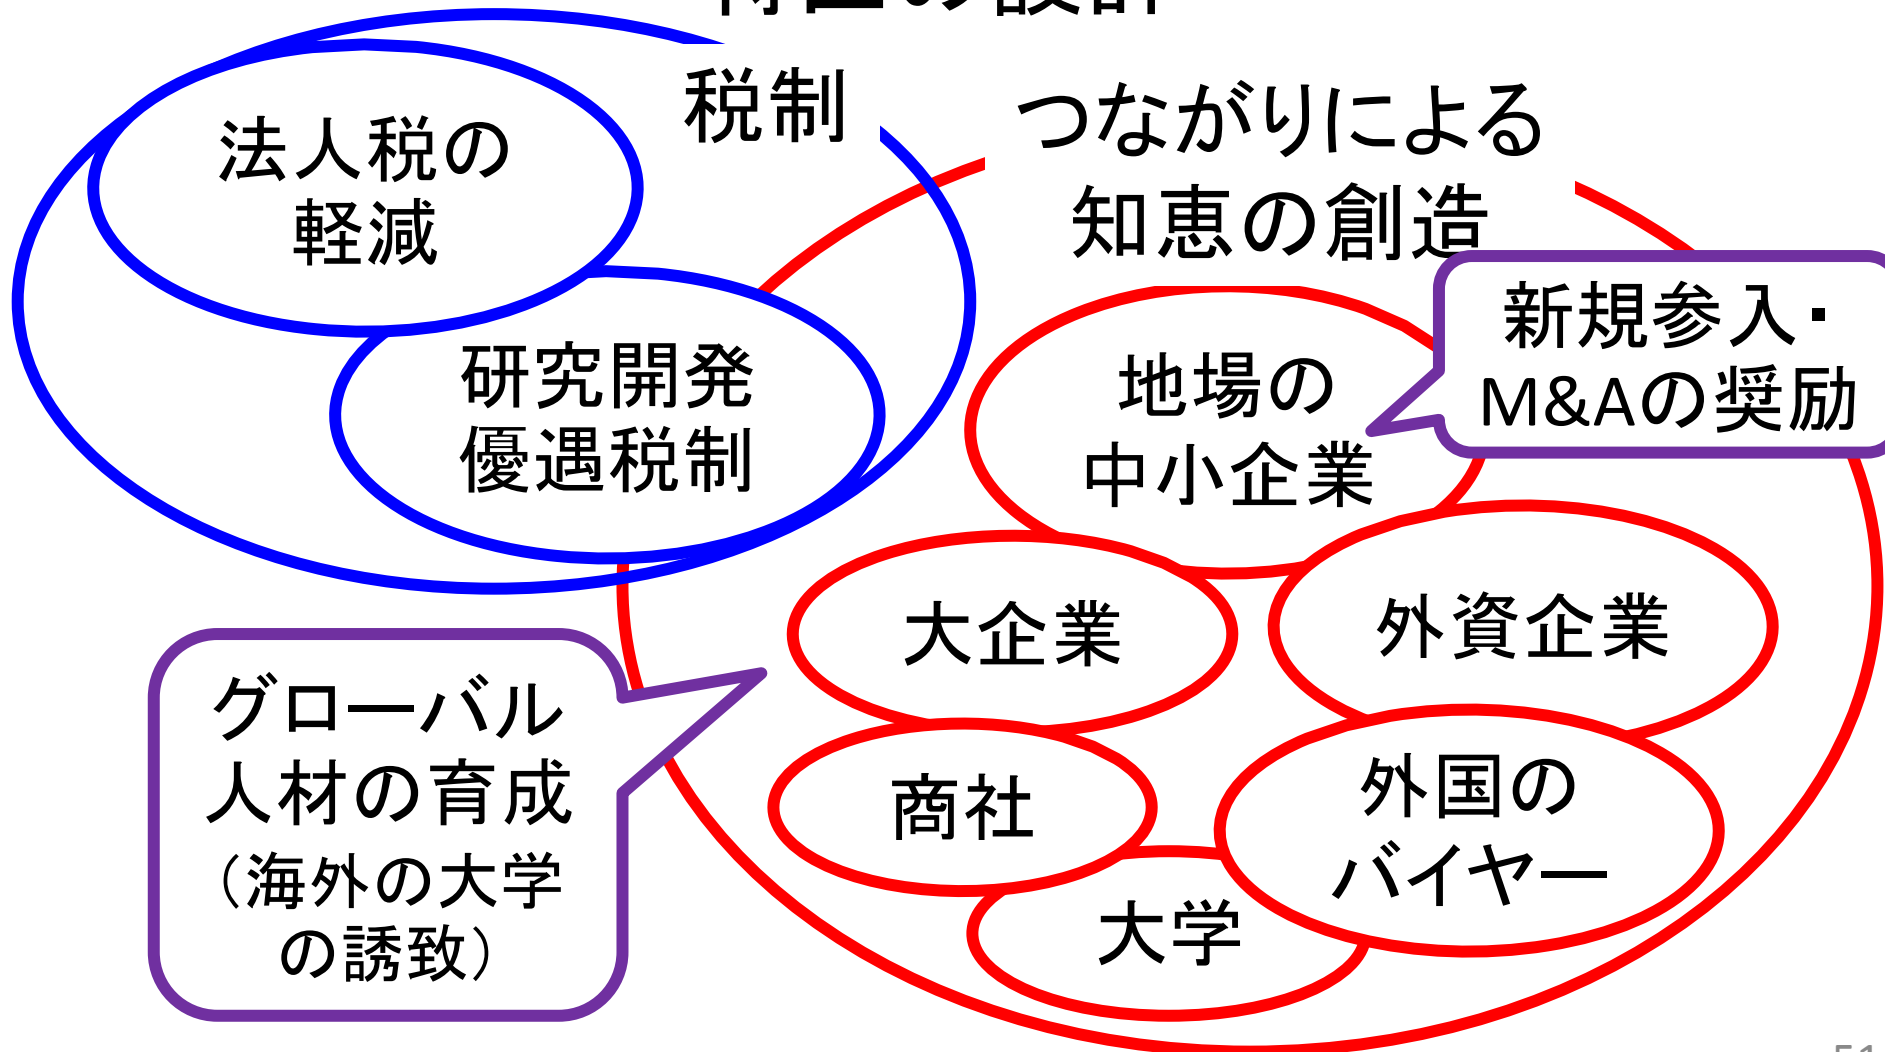 税制
法人税の
軽減
研究開発
優遇税制
つながりによる
知恵の創造
新規参入・
M&Aの奨励
地場の
中小企業
大企業
外資企業
商社
外国の
バイヤー
大学
グローバル
人材の育成
（海外の大学
の誘致）